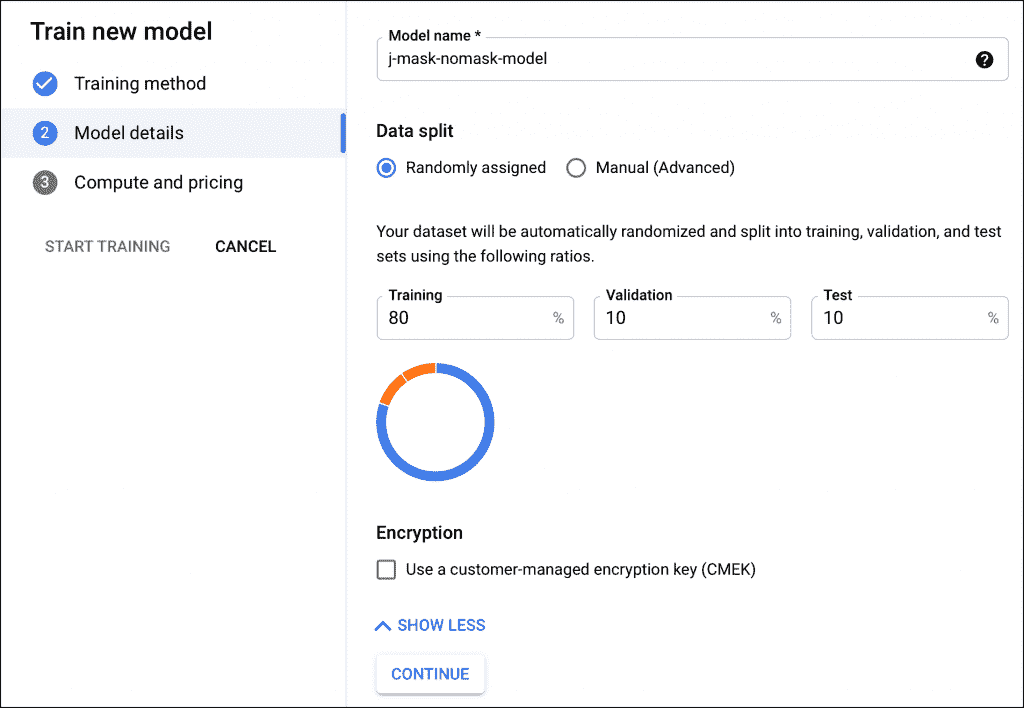 Train new model
Training method
2 Model details
3 Compute and pricing
START TRAINING CANCEL
Model name *
j-mask-nomask-model ?
Data split
Randomly assigned Manual (Advanced)
Your dataset will be automatically randomized and split into training, validation, and test
sets using the following ratios.
Training Validation Test
80 % 10 % 10 %
Encryption
Use a customer-managed encryption key (CMEK)
SHOW LESS
CONTINUE